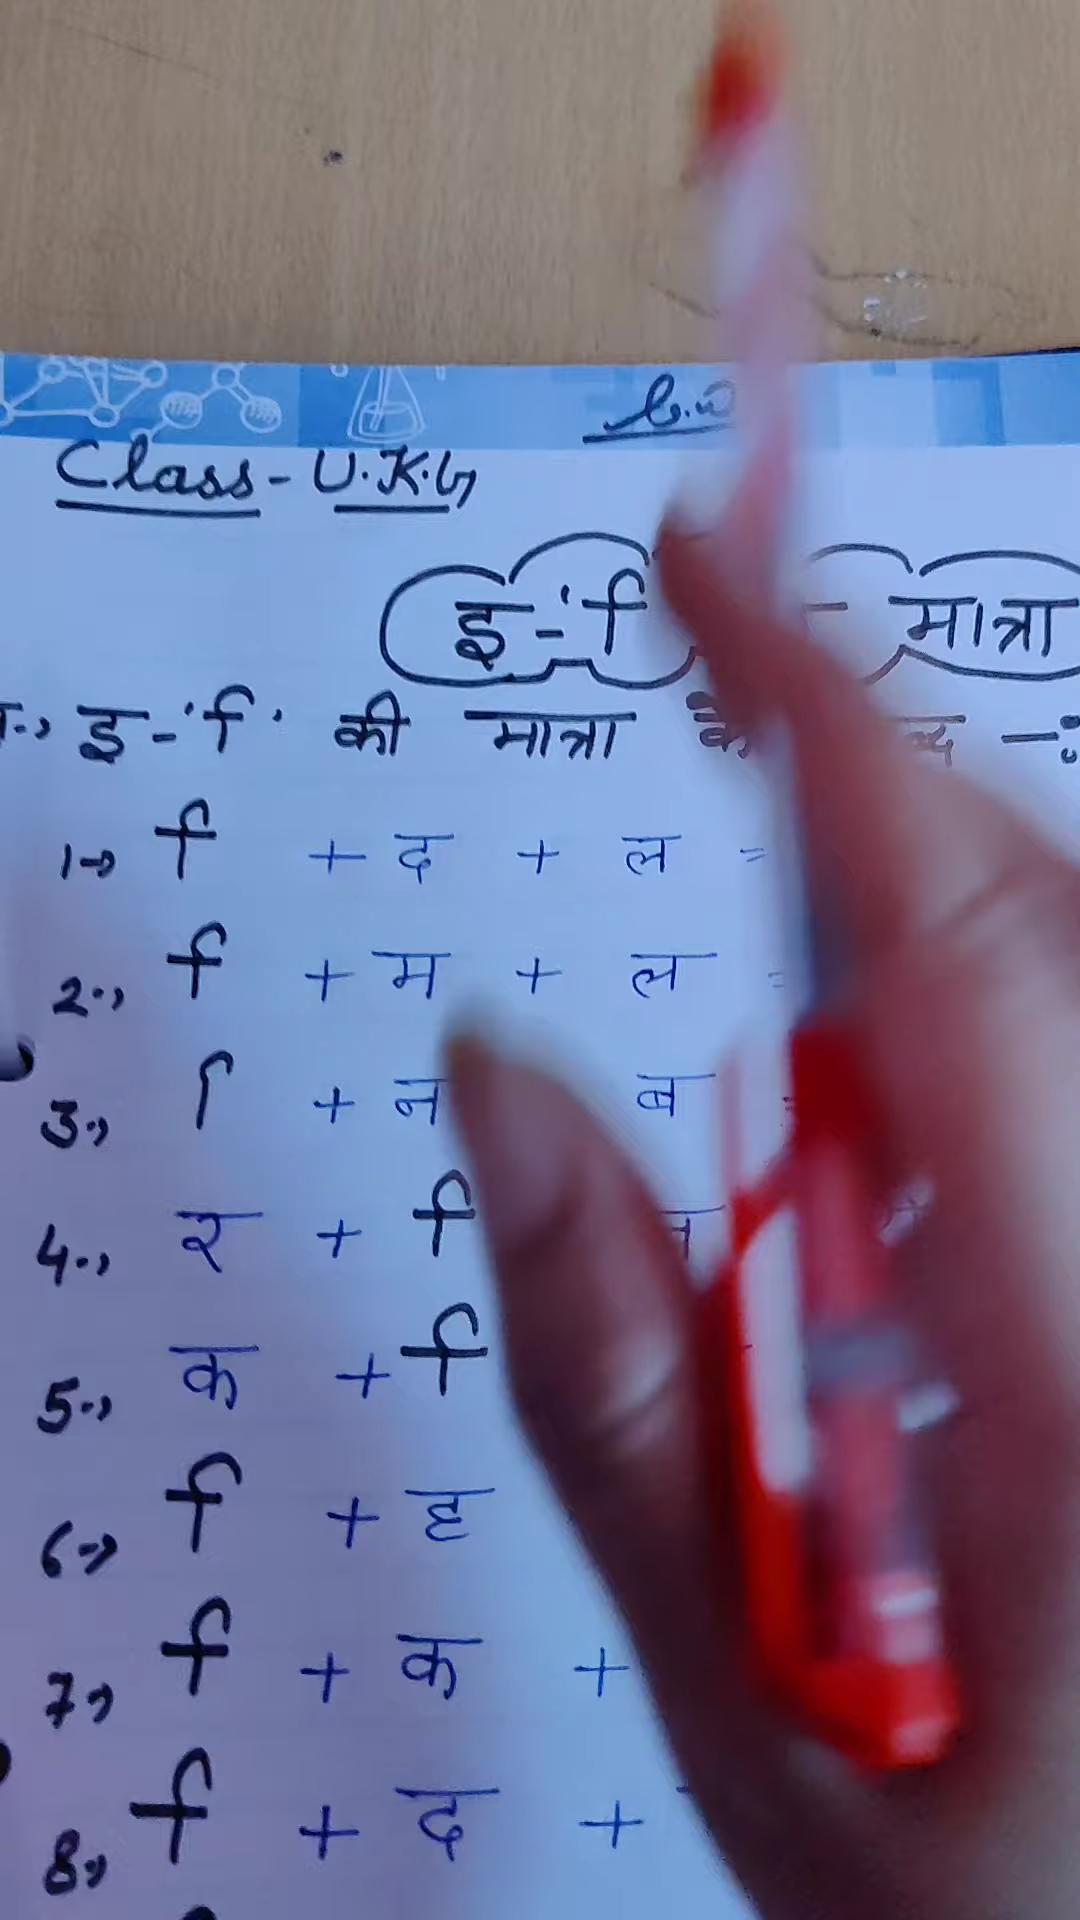 Class - U.K.G
इ - 'ि - मात्रा
इ - 'ि' की मात्रा -:
1→ ि + द + ल =
2→ ि + म + ल =
3→ ि + न ब
4→ र + ि
5→ क + ि
6→ ि + ह
7→ ि + क +
8→ ि + द +